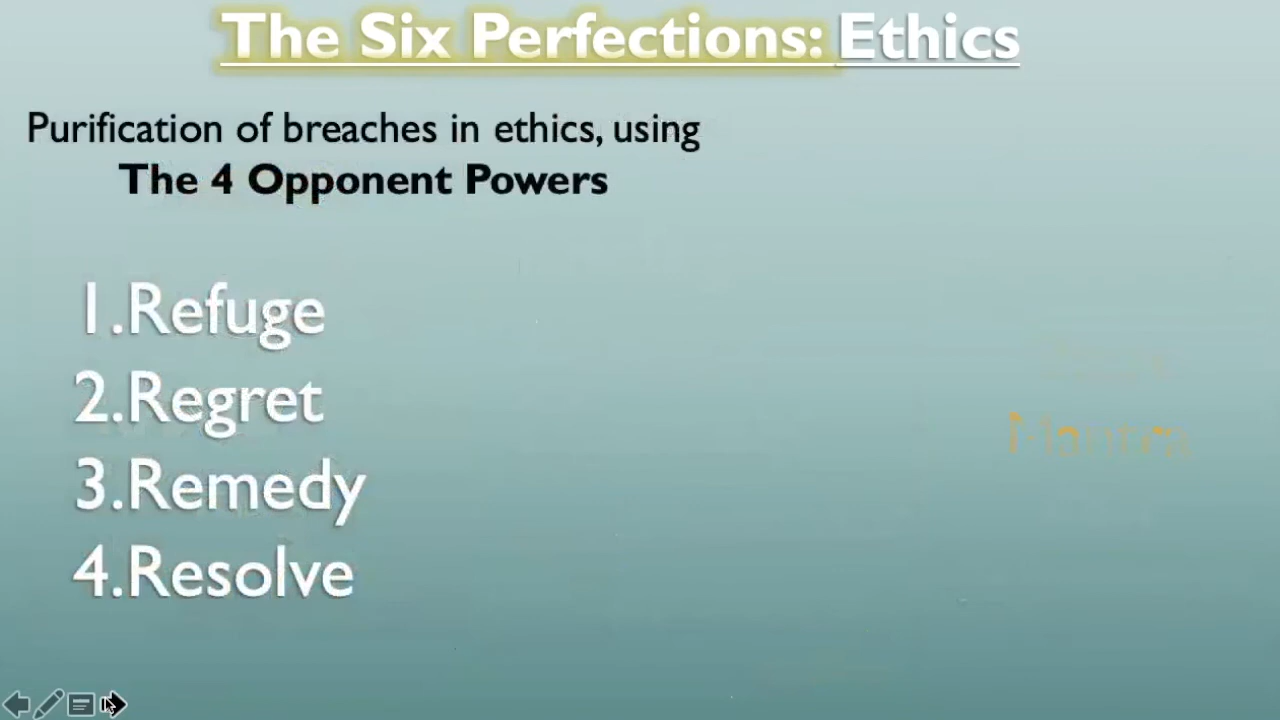 The Six Perfections: Ethics
Purification of breaches in ethics, using
The 4 Opponent Powers
1.Refuge
2.Regret
3.Remedy
4.Resolve
Mantra